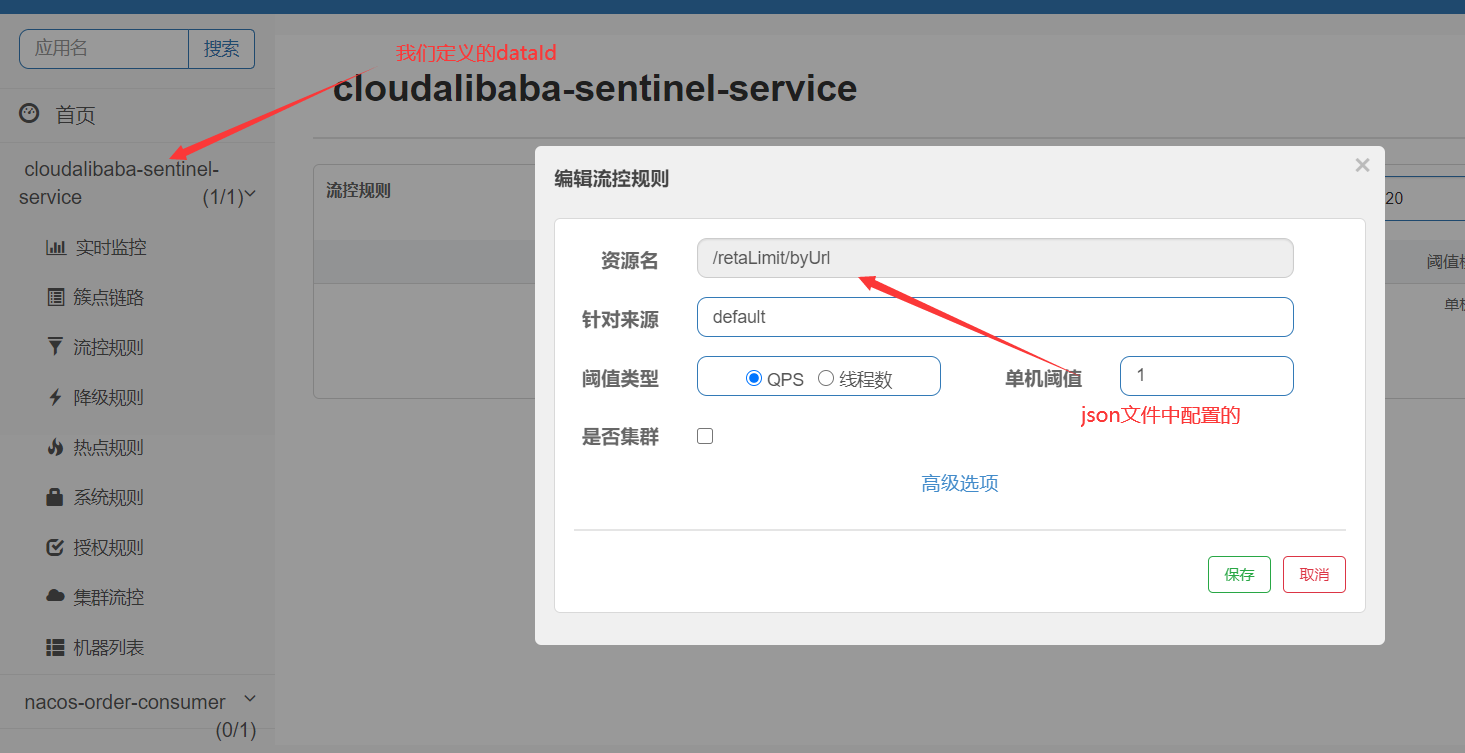 应用名
搜索
我们定义的dataId
cloudalibaba-sentinel-service
首页
cloudalibaba-sentinel-
service
(1/1)
实时监控
簇点链路
流控规则
降级规则
热点规则
系统规则
授权规则
集群流控
机器列表
nacos-order-consumer
(0/1)
流控规则
20
编辑流控规则
×
资源名
/retaLimit/byUrl
针对来源
default
阈值类型
QPS
线程数
单机阈值
1
json文件中配置的
是否集群
高级选项
保存
取消